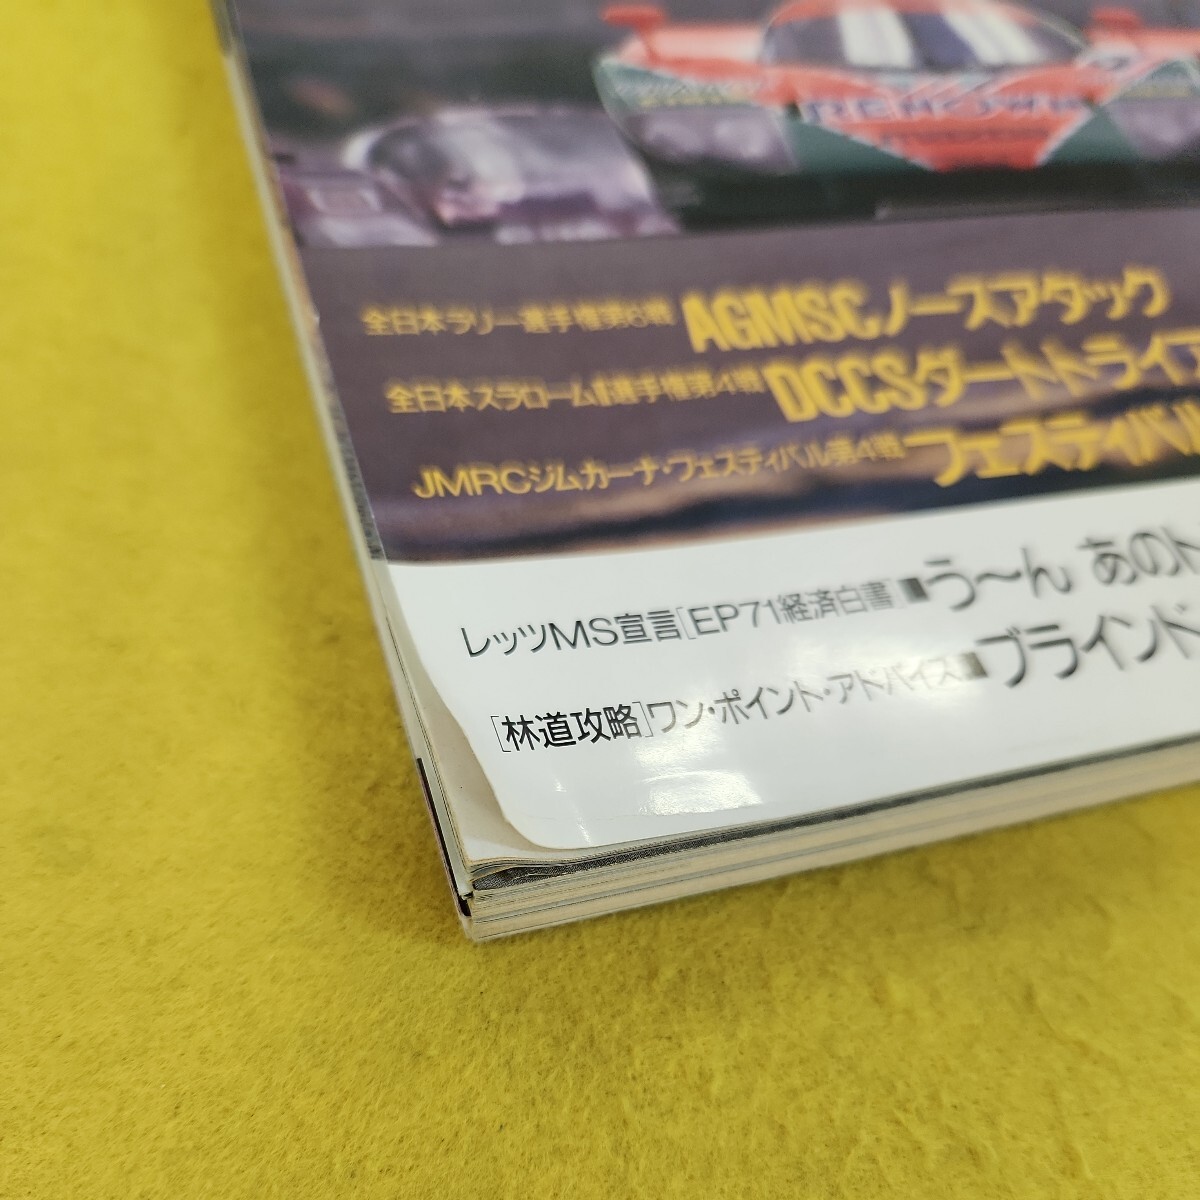 RENOWN
全日本ラリー選手権第6戦 AGMSCノースアタック
全日本スラローム選手権第4戦 DCCSダートトライア
JMRCジムカーナ・フェスティバル第4戦 フェスティバル
レッツMS宣言[EP71経済白書]■う〜ん あのト
[林道攻略]ワン・ポイント・アドバイス■ブラインド